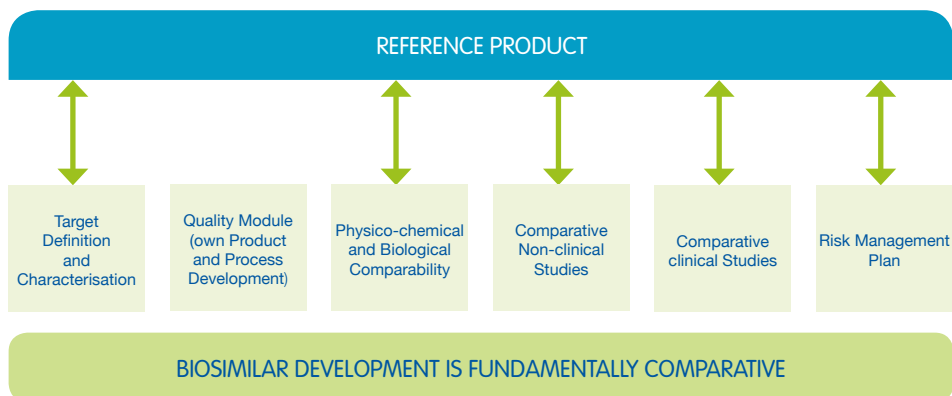 REFERENCE PRODUCT
Target
Definition
and
Characterisation
Quality Module
(own Product
and Process
Development)
Physico-chemical
and Biological
Comparability
Comparative
Non-clinical
Studies
Comparative
clinical Studies
Risk Management
Plan
BIOSIMILAR DEVELOPMENT IS FUNDAMENTALLY COMPARATIVE